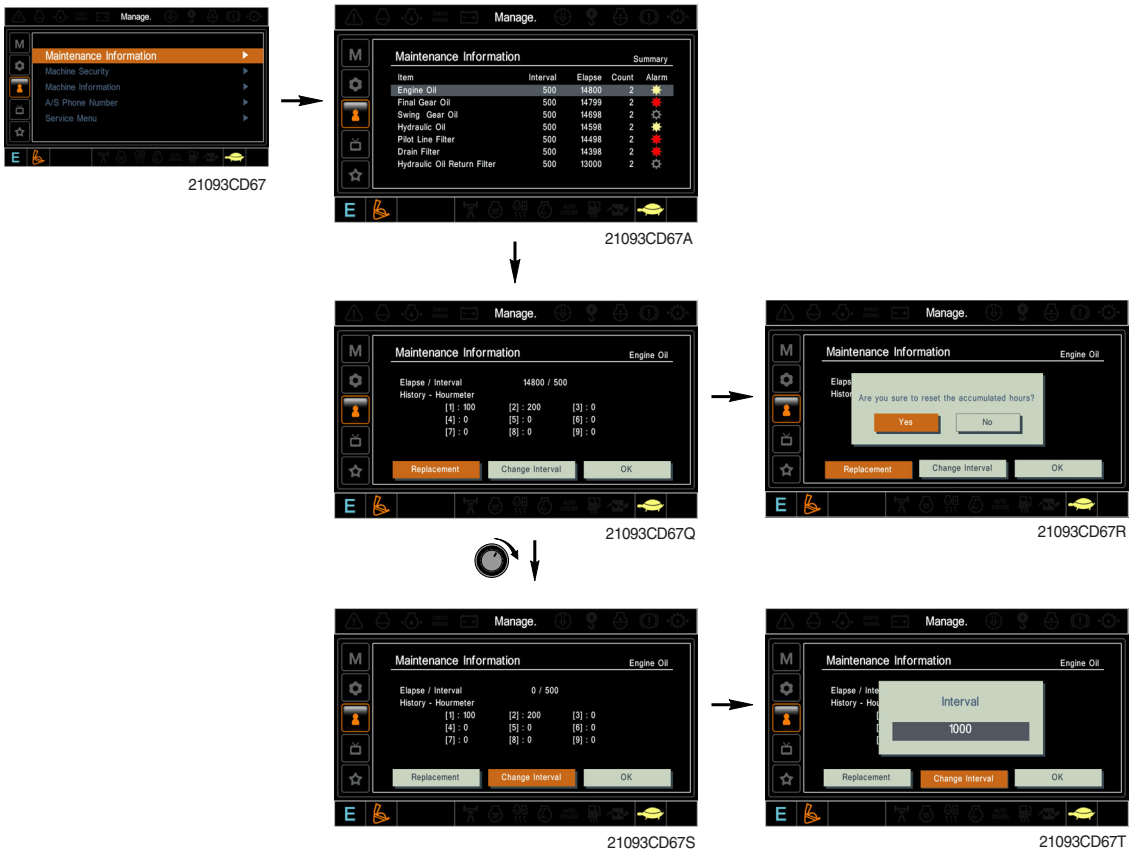 Manage.
M
Maintenance Information
Machine Security
Machine Information
A/S Phone Number
Service Menu
E
21093CD67
Manage.
M
Maintenance Information Summary
Item Interval Elapse Count Alarm
Engine Oil 500 14800 2
Final Gear Oil 500 14799 2
Swing Gear Oil 500 14698 2
Hydraulic Oil 500 14598 2
Pilot Line Filter 500 14498 2
Drain Filter 500 14398 2
Hydraulic Oil Return Filter 500 13000 2
E
21093CD67A
Manage.
M
Maintenance Information Engine Oil
Elapse / Interval 14800 / 500
History - Hourmeter
[1] : 100 [2] : 200 [3] : 0
[4] : 0 [5] : 0 [6] : 0
[7] : 0 [8] : 0 [9] : 0
Replacement Change Interval OK
E
21093CD67Q
Manage.
M
Maintenance Information Engine Oil
Elaps
Histor
Are you sure to reset the accumulated hours?
Yes No
Replacement Change Interval OK
E
21093CD67R
Manage.
M
Maintenance Information Engine Oil
Elapse / Interval 0 / 500
History - Hourmeter
[1] : 100 [2] : 200 [3] : 0
[4] : 0 [5] : 0 [6] : 0
[7] : 0 [8] : 0 [9] : 0
Replacement Change Interval OK
E
21093CD67S
Manage.
M
Maintenance Information Engine Oil
Elapse / Inte
History - Hou
Interval
1000
Replacement Change Interval OK
E
21093CD67T